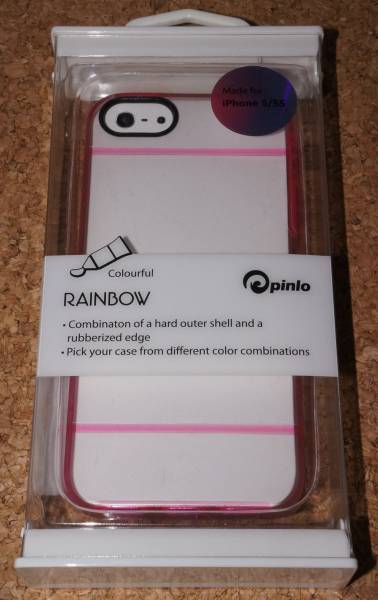 Made for
iPhone 5/5S
Colourful
pinlo
RAINBOW
• Combinaton of a hard outer shell and a
rubberized edge
• Pick your case from different color combinations